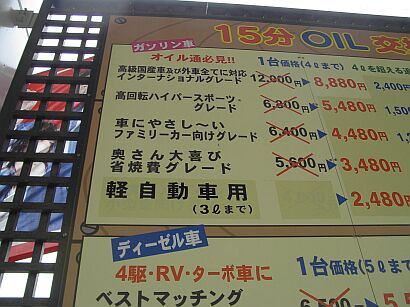 ガソリン車 15分 OIL 交
オイル通必見!! 1台価格(4ℓまで) 4ℓを超える
高級国産車及び外車全てに対応
インターナショナルグレード 12,000円 8,880円 2,400
高回転ハイパースポーツ
グレード 6,800円 5,480円 1,50
車にやさし〜い
ファミリーカー向けグレード 6,400円 4,480円
奥さん大喜び
省燃費グレード 5,600円 3,480円
軽自動車用
(3ℓまで) 2,480
ディーゼル車
4駆・RV・ターボ車に 1台価格(5ℓまで
ベストマッチング 6,500円